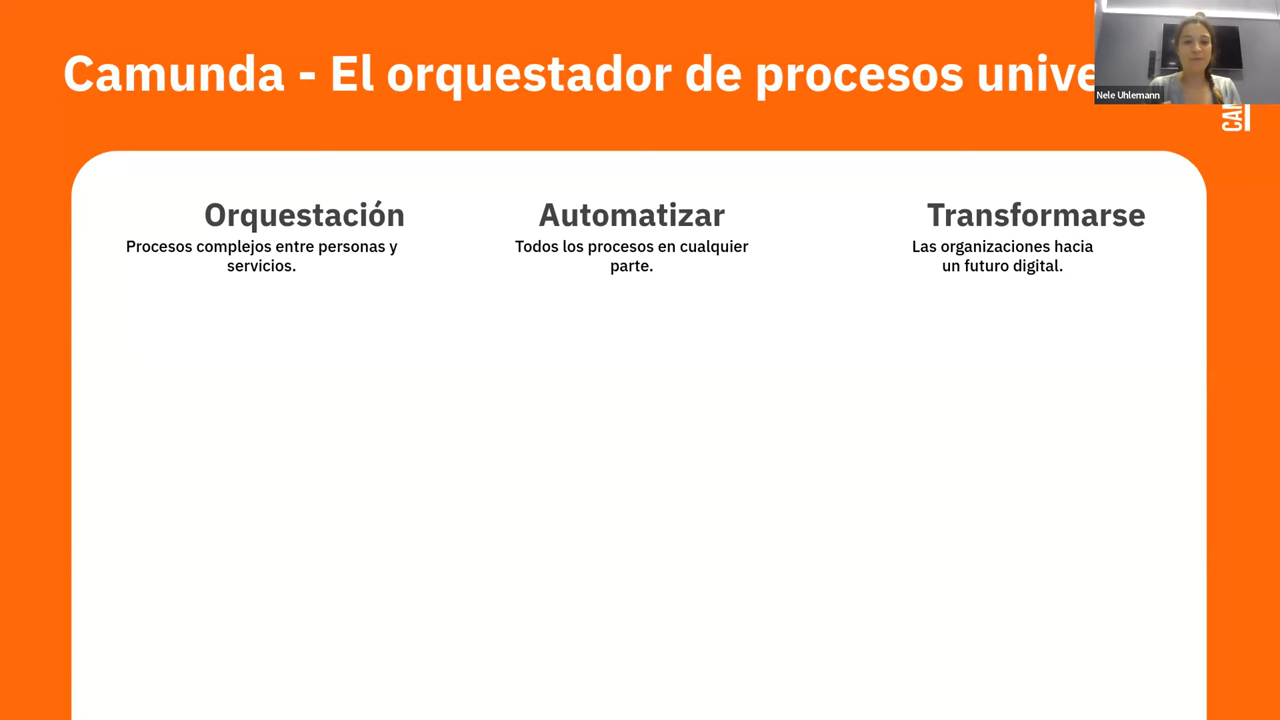 Camunda - El orquestador de procesos
Nele Uhlemann
Orquestación
Procesos complejos entre personas y
servicios.
Automatizar
Todos los procesos en cualquier
parte.
Transformarse
Las organizaciones hacia
un futuro digital.